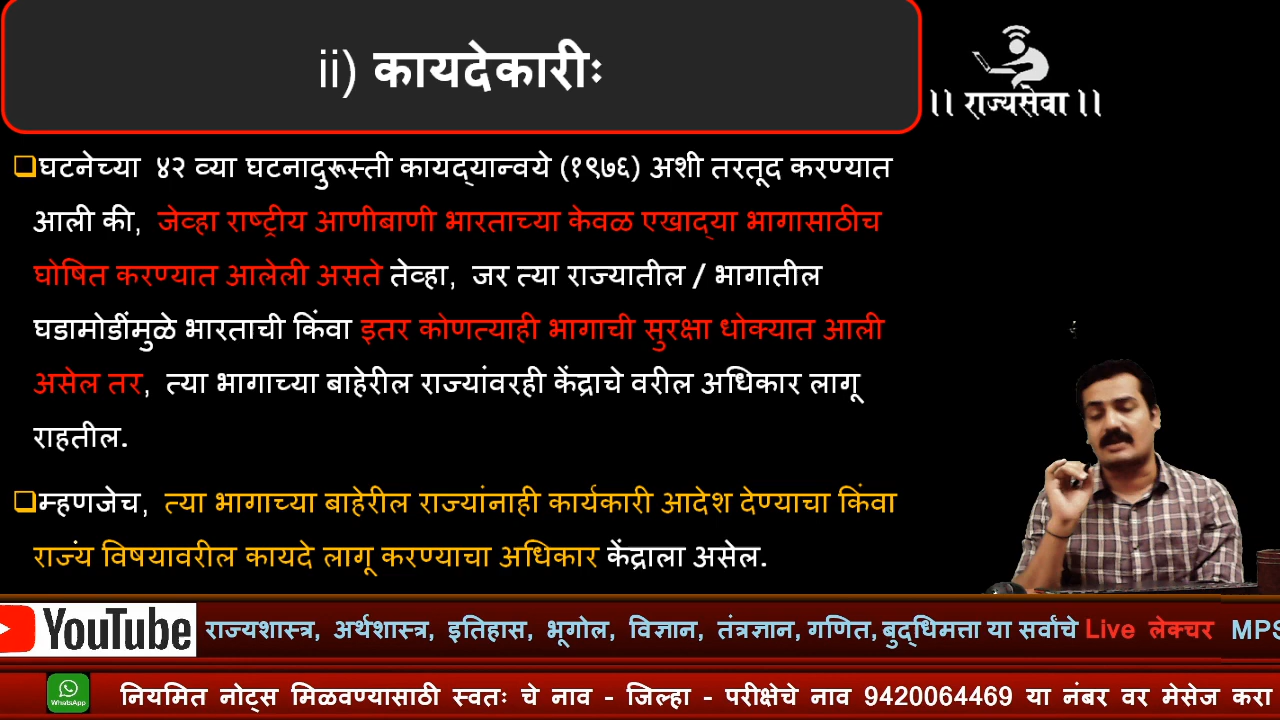 ii) कायदेकारीः
।। राज्यसेवा ।।
घटनेच्या ४२ व्या घटनादुरूस्ती कायद्यान्वये (१९७६) अशी तरतूद करण्यात
आली की, जेव्हा राष्ट्रीय आणीबाणी भारताच्या केवळ एखाद्या भागासाठीच
घोषित करण्यात आलेली असते तेव्हा, जर त्या राज्यातील / भागातील
घडामोडींमुळे भारताची किंवा इतर कोणत्याही भागाची सुरक्षा धोक्यात आली
असेल तर, त्या भागाच्या बाहेरील राज्यांवरही केंद्राचे वरील अधिकार लागू
राहतील.
म्हणजेच, त्या भागाच्या बाहेरील राज्यांनाही कार्यकारी आदेश देण्याचा किंवा
राज्यं विषयावरील कायदे लागू करण्याचा अधिकार केंद्राला असेल.
YouTube राज्यशास्त्र, अर्थशास्त्र, इतिहास, भूगोल, विज्ञान, तंत्रज्ञान, गणित, बुद्धिमत्ता या सर्वांचे Live लेक्चर MPS
WhatsApp नियमित नोट्स मिळवण्यासाठी स्वतः चे नाव - जिल्हा - परीक्षेचे नाव 9420064469 या नंबर वर मेसेज करा